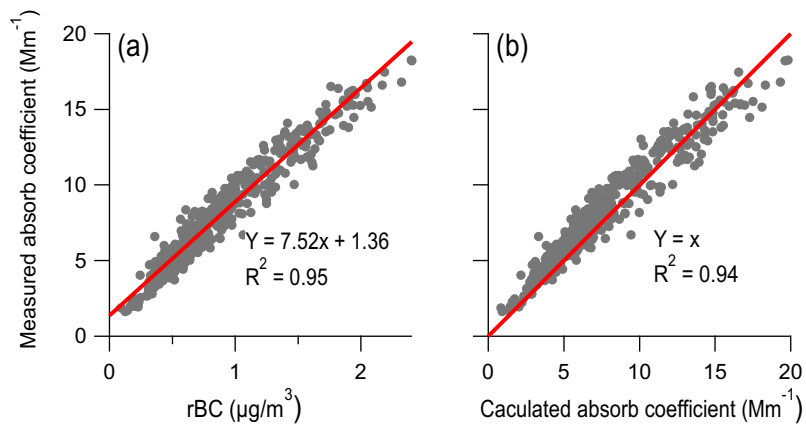 Measured absorb coefficient (Mm⁻¹)
20
15
10
5
0
(a)
Y = 7.52x + 1.36
R² = 0.95
0
1
2
rBC (µg/m³)
(b)
Y = x
R² = 0.94
0
5
10
15
20
Caculated absorb coefficient (Mm⁻¹)